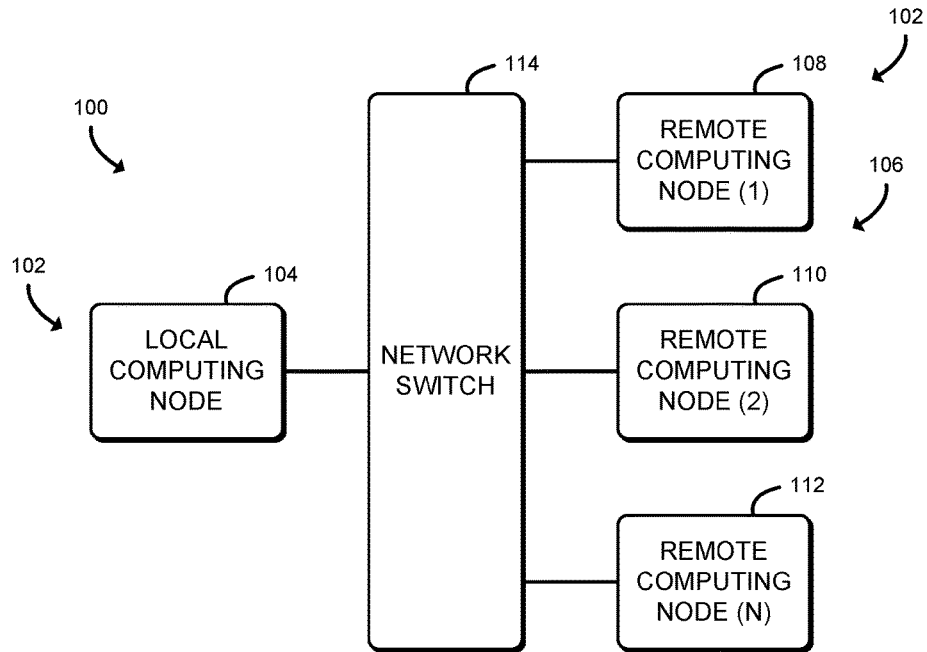 102
114
108
100
REMOTE
COMPUTING
NODE (1)
106
102
104
110
LOCAL
COMPUTING
NODE
NETWORK
SWITCH
REMOTE
COMPUTING
NODE (2)
112
REMOTE
COMPUTING
NODE (N)